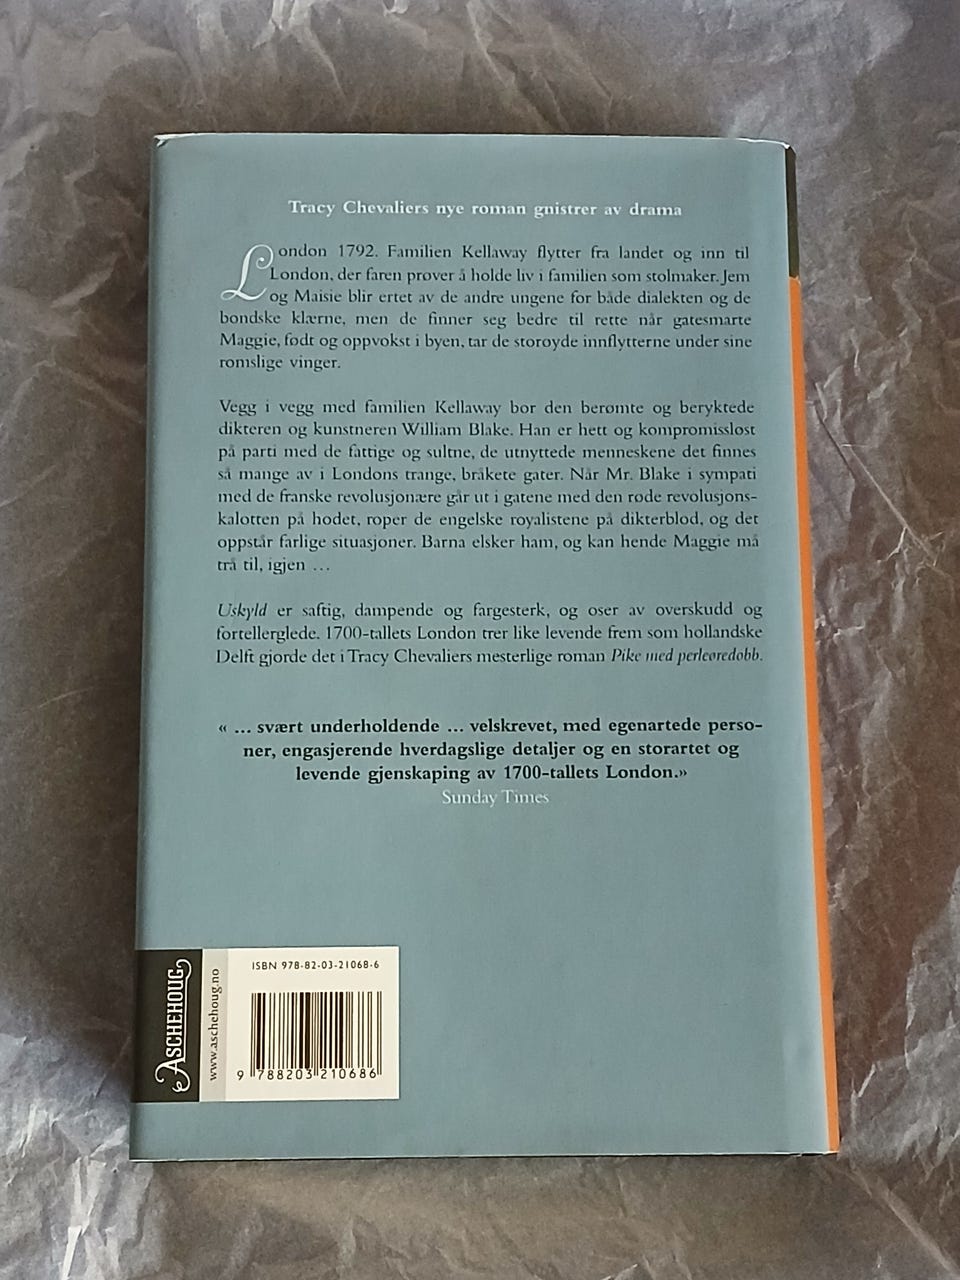 Tracy Chevaliers nye roman gnistrer av drama
London 1792. Familien Kellaway flytter fra landet og inn til
London, der faren prøver å holde liv i familien som stolmaker. Jem
og Maisie blir ertet av de andre ungene for både dialekten og de
bondske klærne, men de finner seg bedre til rette når gatesmarte
Maggie, født og oppvokst i byen, tar de storøyde innflytterne under sine
romslige vinger.
Vegg i vegg med familien Kellaway bor den berømte og beryktede
dikteren og kunstneren William Blake. Han er hett og kompromissløst
på parti med de fattige og sultne, de utnyttede menneskene det finnes
så mange av i Londons trange, bråkete gater. Når Mr. Blake i sympati
med de franske revolusjonære går ut i gatene med den røde revolusjons-
kalotten på hodet, roper de engelske royalistene på dikterblod, og det
oppstår farlige situasjoner. Barna elsker ham, og kan hende Maggie må
trå til, igjen …
Uskyld er saftig, dampende og fargesterk, og oser av overskudd og
fortellerglede. 1700-tallets London trer like levende frem som hollandske
Delft gjorde det i Tracy Chevaliers mesterlige roman Pike med perleøredobb.
« … svært underholdende … velskrevet, med egenartede perso-
ner, engasjerende hverdagslige detaljer og en storartet og
levende gjenskaping av 1700-tallets London.»
Sunday Times
ASCHEHOUG
www.aschehoug.no
ISBN 978-82-03-21068-6
9 788203 210686